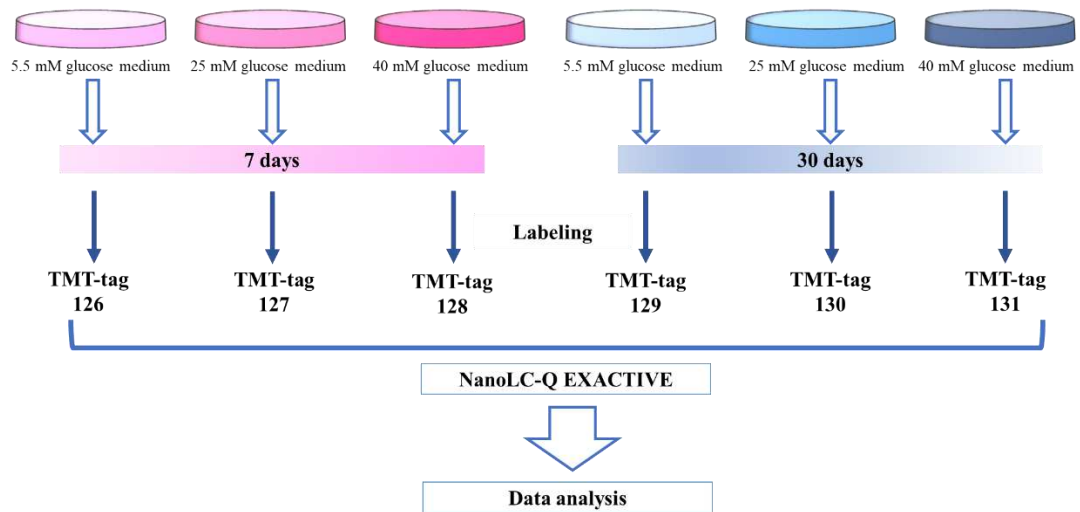 5.5 mM glucose medium
25 mM glucose medium
40 mM glucose medium
5.5 mM glucose medium
25 mM glucose medium
40 mM glucose medium
7 days
30 days
Labeling
TMT-tag
126
TMT-tag
127
TMT-tag
128
TMT-tag
129
TMT-tag
130
TMT-tag
131
NanoLC-Q EXACTIVE
Data analysis